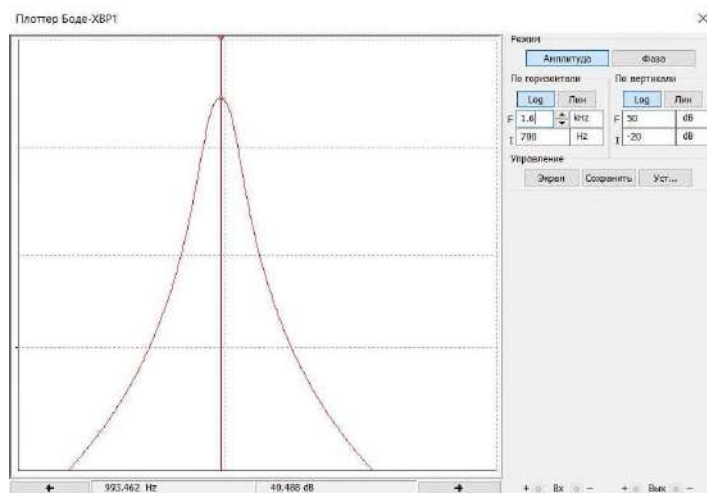 Плоттер Боде-XBP1
Режим
Амплитуда Фаза
По горизонтали По вертикали
Log Лин Log Лин
F 1.6 kHz F 50 dB
I 700 Hz I -20 dB
Управление
Экран Сохранить Уст...
993.462 Hz 40.488 dB
+ Вх − + Вых −